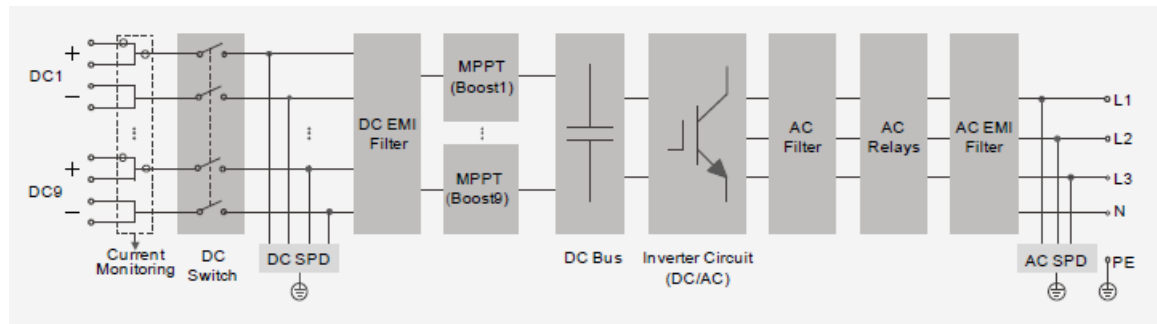 +
DC1
−
+
DC9
−
Current
Monitoring
DC
Switch
DC SPD
DC EMI
Filter
MPPT
(Boost1)
MPPT
(Boost9)
DC Bus
Inverter Circuit
(DC/AC)
AC
Filter
AC
Relays
AC EMI
Filter
L1
L2
L3
N
AC SPD
PE